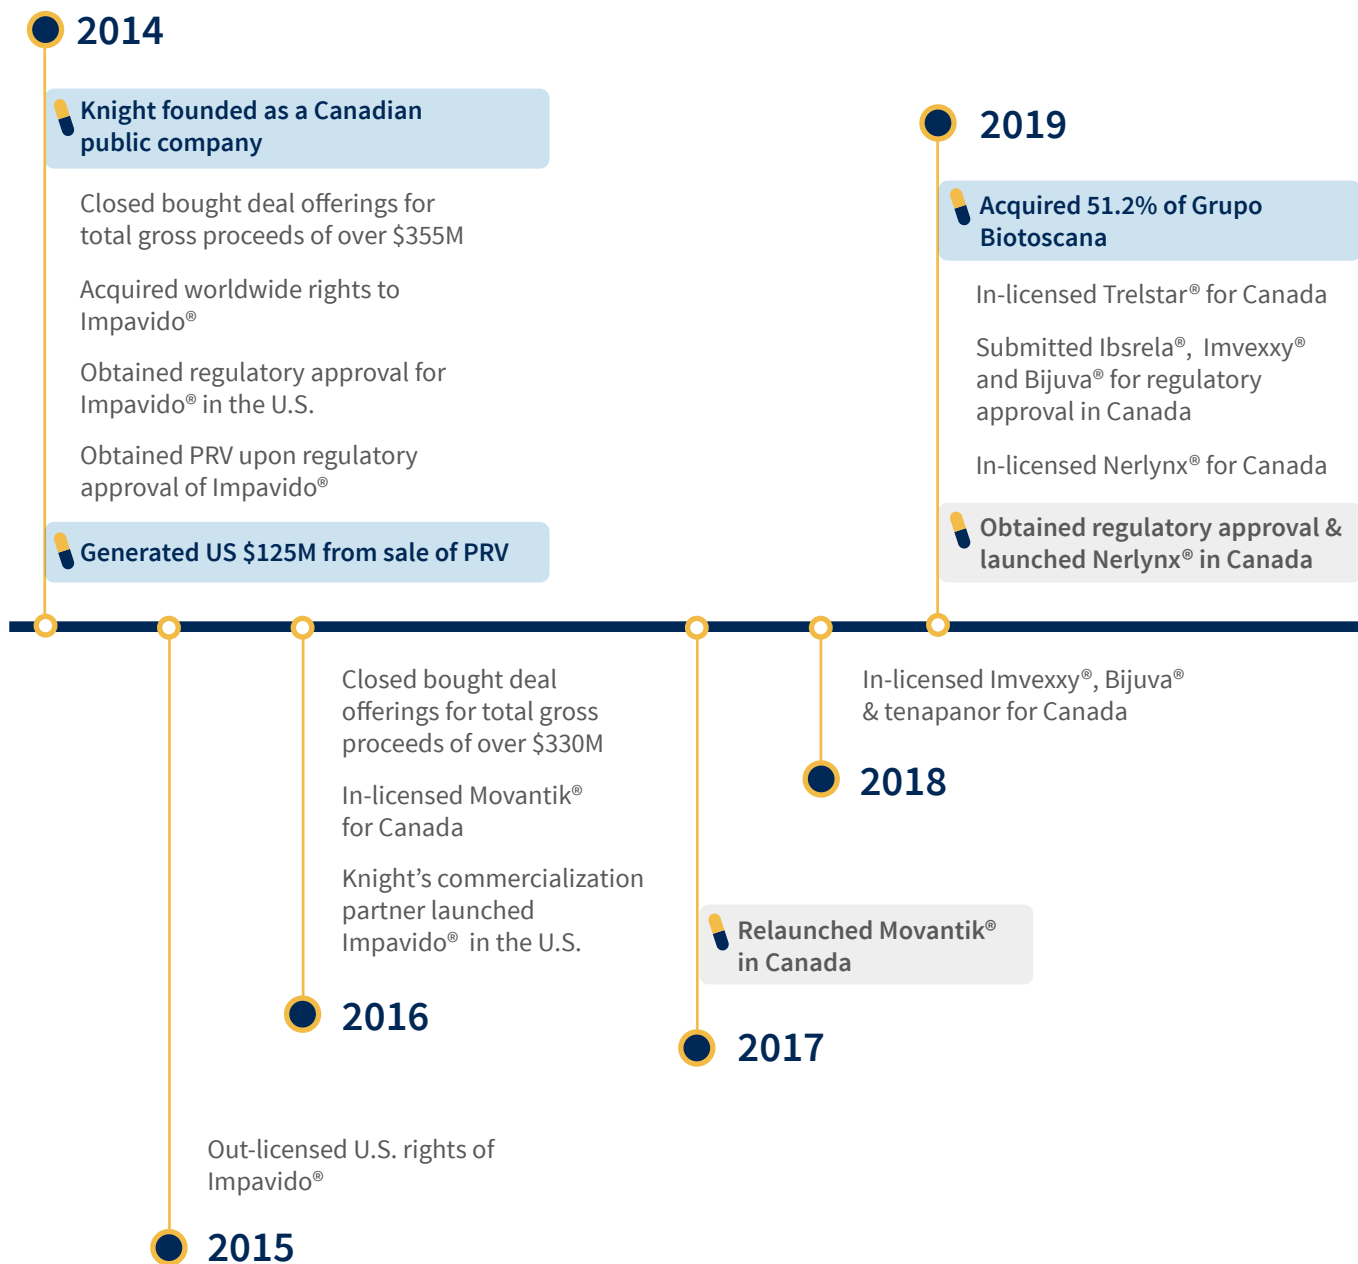 2014
Knight founded as a Canadian
public company
Closed bought deal offerings for
total gross proceeds of over $355M
Acquired worldwide rights to
Impavido®
Obtained regulatory approval for
Impavido® in the U.S.
Obtained PRV upon regulatory
approval of Impavido®
Generated US $125M from sale of PRV
2019
Acquired 51.2% of Grupo
Biotoscana
In-licensed Trelstar® for Canada
Submitted Ibsrela®, Imvexxy®
and Bijuva® for regulatory
approval in Canada
In-licensed Nerlynx® for Canada
Obtained regulatory approval &
launched Nerlynx® in Canada
Closed bought deal
offerings for total gross
proceeds of over $330M
In-licensed Movantik®
for Canada
Knight's commercialization
partner launched
Impavido® in the U.S.
2016
In-licensed Imvexxy®, Bijuva®
& tenapanor for Canada
2018
Relaunched Movantik®
in Canada
2017
Out-licensed U.S. rights of
Impavido®
2015